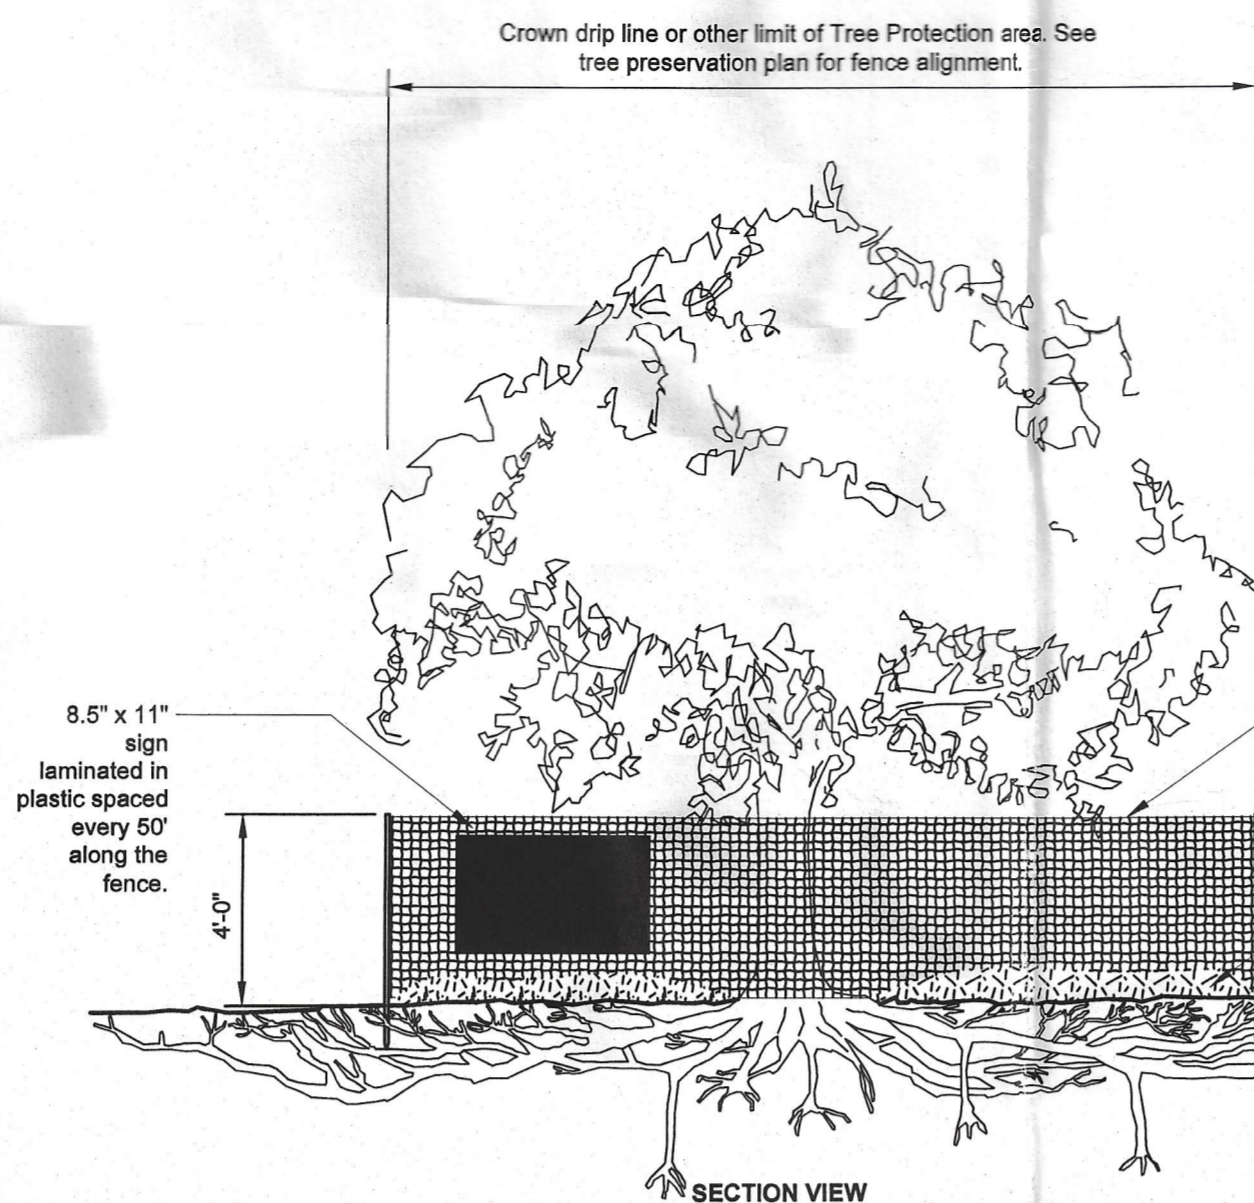 Crown drip line or other limit of Tree Protection area. See
tree preservation plan for fence alignment.
8.5" x 11"
sign
laminated in
plastic spaced
every 50'
along the
fence.
4'-0"
SECTION VIEW